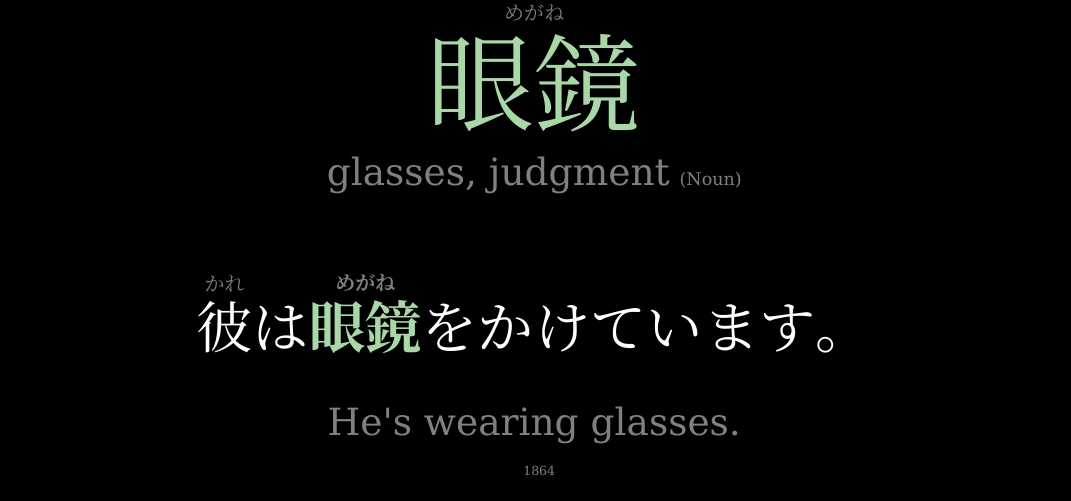 めがね
眼鏡
glasses, judgment (Noun)
かれ めがね
彼は眼鏡をかけています。
He's wearing glasses.
1864